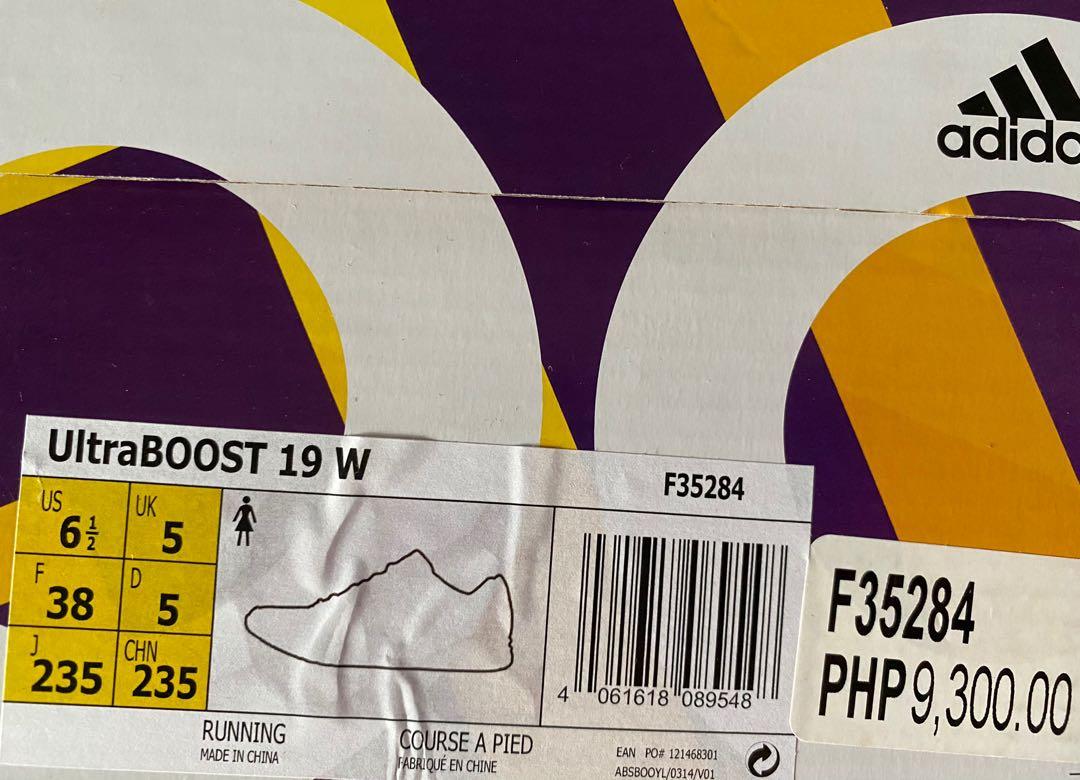 adida
UltraBOOST 19 W
F35284
US 6½ UK 5
F 38 D 5
J 235 CHN 235
4 061618 089548
RUNNING
MADE IN CHINA
COURSE A PIED
FABRIQUÉ EN CHINE
EAN PO# 121468301
ABSBOOYL/0314/V01
F35284
PHP 9,300.00